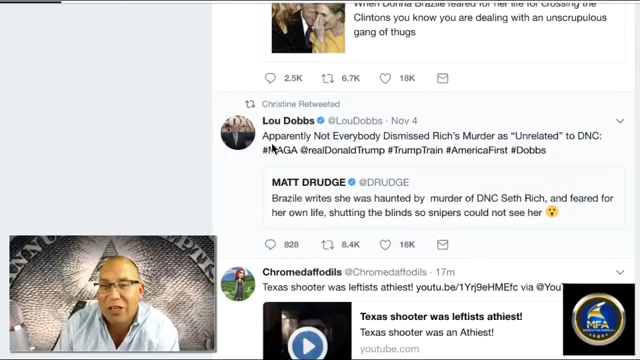 When Donna Brazile feared for her life for crossing the
Clintons you know you are dealing with an unscrupulous
gang of thugs
2.5K 6.7K 18K
Christine Retweeted
Lou Dobbs @LouDobbs · Nov 4
Apparently Not Everybody Dismissed Rich's Murder as "Unrelated" to DNC:
#MAGA @realDonaldTrump #TrumpTrain #AmericaFirst #Dobbs
MATT DRUDGE @DRUDGE
Brazile writes she was haunted by murder of DNC Seth Rich, and feared for
her own life, shutting the blinds so snipers could not see her 😮
828 8.4K 16K
Chromedaffodils @Chromedaffodils · 17m
Texas shooter was leftists athiest! youtu.be/1Yrj9eHMEfc via @You
Texas shooter was leftists athiest!
Texas shooter was an Athiest!
youtube.com
MFA